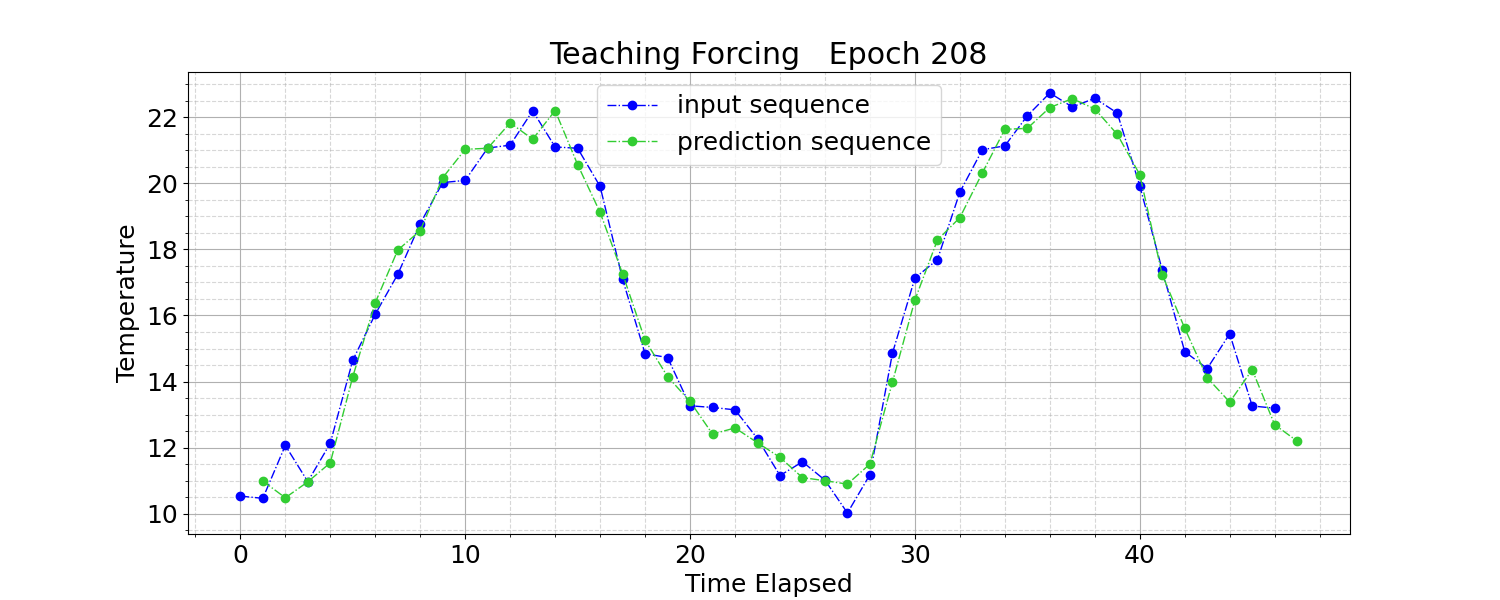 Teaching Forcing   Epoch 208
input sequence
prediction sequence
Temperature
22
20
18
16
14
12
10
0 10 20 30 40
Time Elapsed